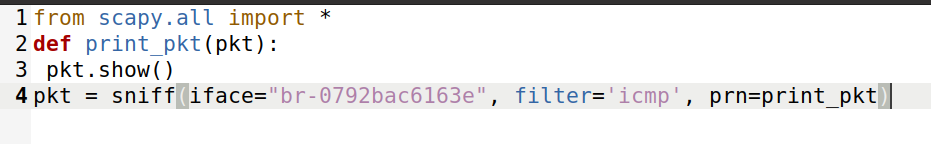 1 from scapy.all import *
2 def print_pkt(pkt):
3  pkt.show()
4 pkt = sniff(iface="br-0792bac6163e", filter='icmp', prn=print_pkt)